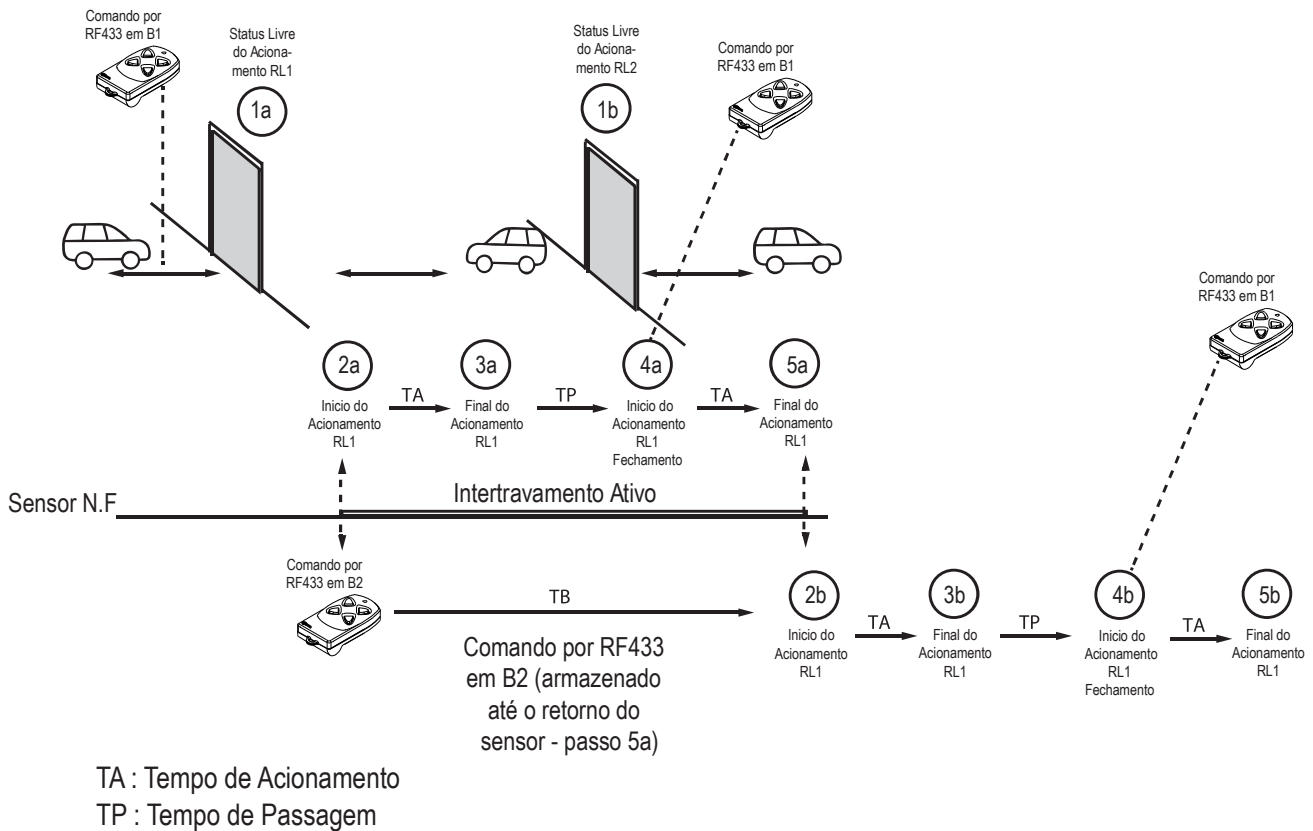 Comando por
RF433 em B1
Status Livre
do Aciona-
mento RL1
1a
Status Livre
do Aciona-
mento RL2
1b
Comando por
RF433 em B1
Comando por
RF433 em B1
2a
Inicio do
Acionamento
RL1
TA
3a
Final do
Acionamento
RL1
TP
4a
Inicio do
Acionamento
RL1
Fechamento
TA
5a
Final do
Acionamento
RL1
Sensor N.F
Intertravamento Ativo
Comando por
RF433 em B2
TB
Comando por RF433
em B2 (armazenado
até o retorno do
sensor - passo 5a)
2b
Inicio do
Acionamento
RL1
TA
3b
Final do
Acionamento
RL1
TP
4b
Inicio do
Acionamento
RL1
Fechamento
TA
5b
Final do
Acionamento
RL1
TA : Tempo de Acionamento
TP : Tempo de Passagem